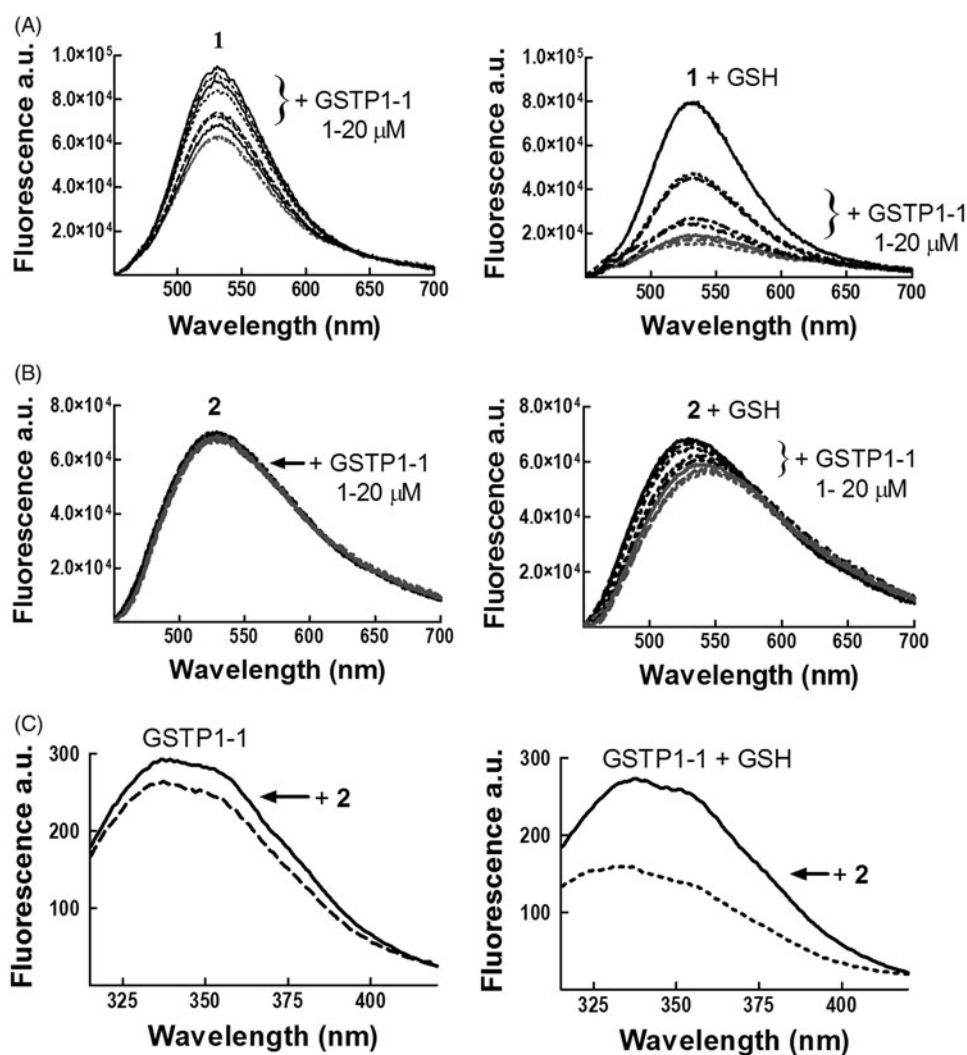 (A)
1
+ GSTP1-1
1-20 μM
Fluorescence a.u.
1.0×10⁵
8.0×10⁴
6.0×10⁴
4.0×10⁴
2.0×10⁴
500 550 600 650 700
Wavelength (nm)
1 + GSH
+ GSTP1-1
1-20 μM
Fluorescence a.u.
1.0×10⁵
8.0×10⁴
6.0×10⁴
4.0×10⁴
2.0×10⁴
500 550 600 650 700
Wavelength (nm)
(B)
2
+ GSTP1-1
1-20 μM
Fluorescence a.u.
8.0×10⁴
6.0×10⁴
4.0×10⁴
2.0×10⁴
500 550 600 650 700
Wavelength (nm)
2 + GSH
+ GSTP1-1
1- 20 μM
Fluorescence a.u.
8.0×10⁴
6.0×10⁴
4.0×10⁴
2.0×10⁴
500 550 600 650 700
Wavelength (nm)
(C)
GSTP1-1
+ 2
Fluorescence a.u.
300
200
100
325 350 375 400
Wavelength (nm)
GSTP1-1 + GSH
+ 2
Fluorescence a.u.
300
200
100
325 350 375 400
Wavelength (nm)